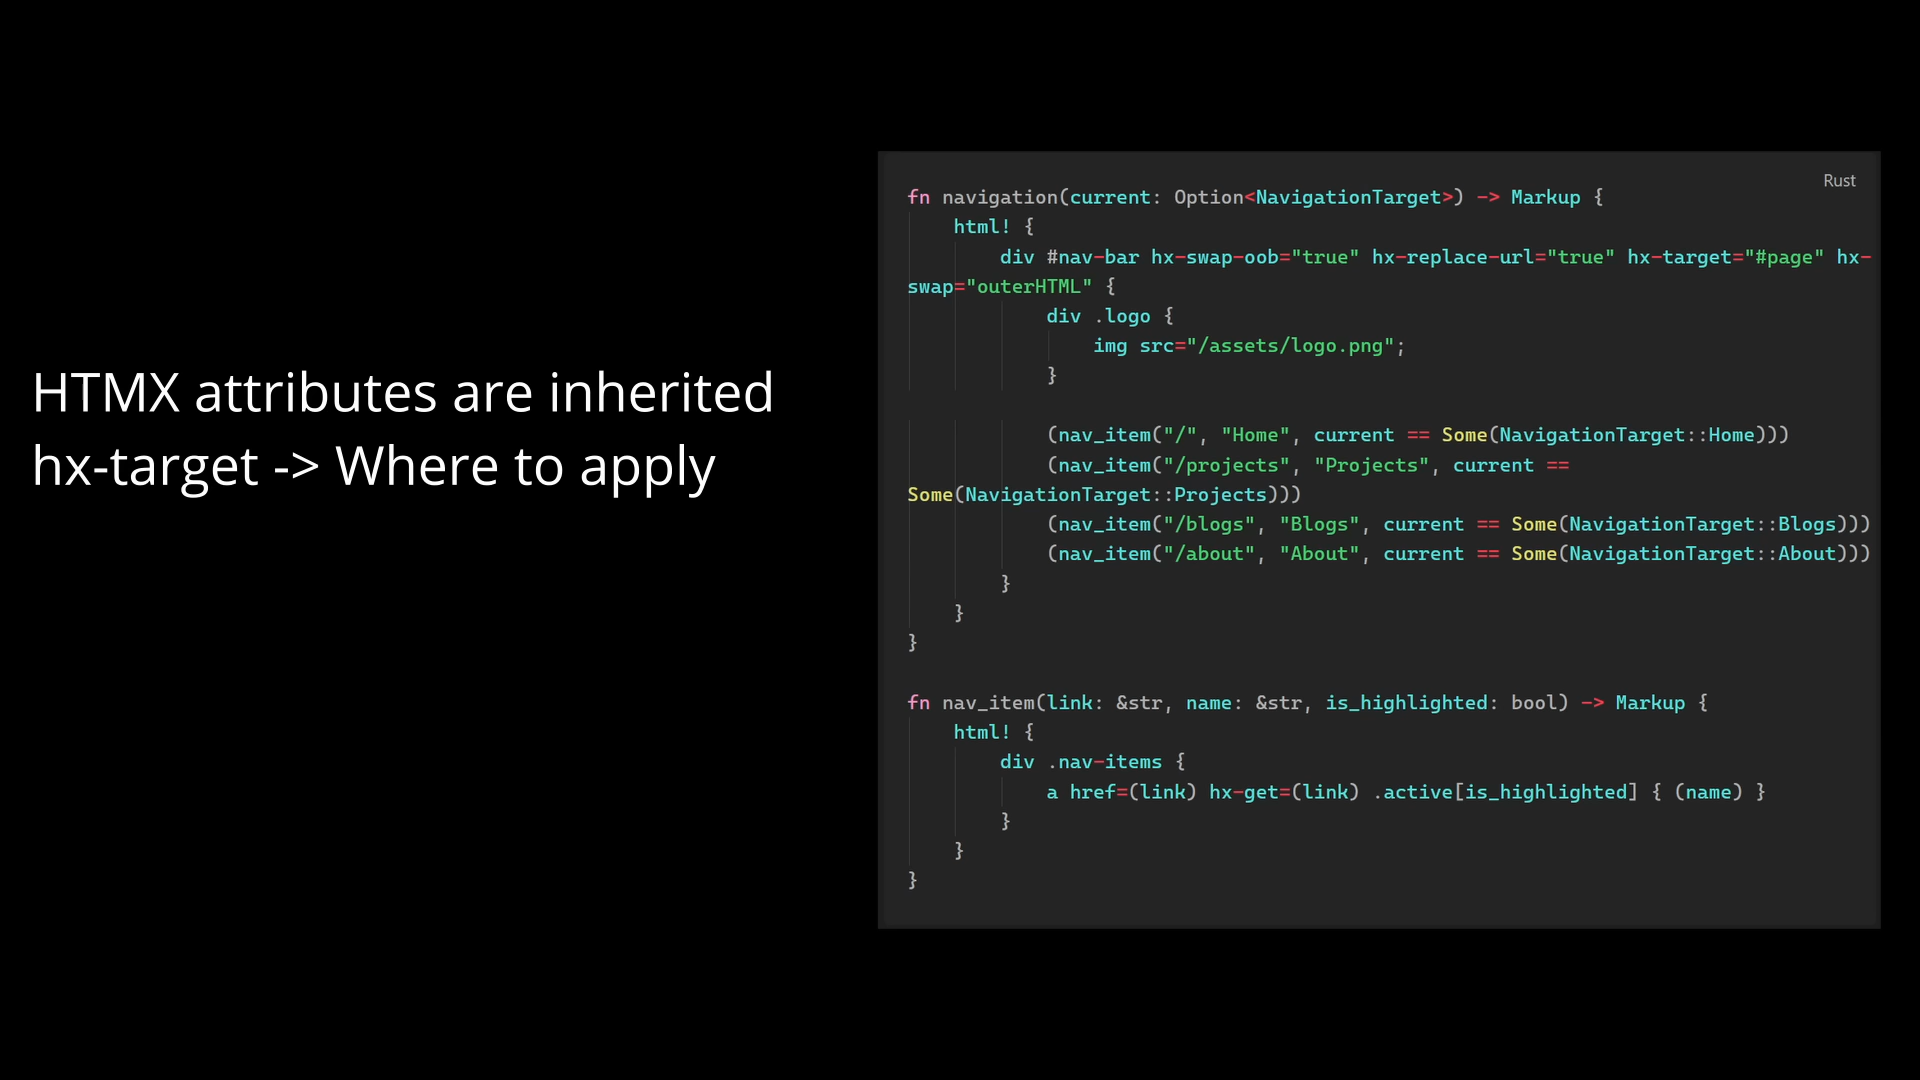 HTMX attributes are inherited
hx-target -> Where to apply
Rust
fn navigation(current: Option<NavigationTarget>) -> Markup {
    html! {
        div #nav-bar hx-swap-oob="true" hx-replace-url="true" hx-target="#page" hx-
swap="outerHTML" {
            div .logo {
                img src="/assets/logo.png";
            }
            (nav_item("/", "Home", current == Some(NavigationTarget::Home)))
            (nav_item("/projects", "Projects", current ==
Some(NavigationTarget::Projects)))
            (nav_item("/blogs", "Blogs", current == Some(NavigationTarget::Blogs)))
            (nav_item("/about", "About", current == Some(NavigationTarget::About)))
        }
    }
}
fn nav_item(link: &str, name: &str, is_highlighted: bool) -> Markup {
    html! {
        div .nav-items {
            a href=(link) hx-get=(link) .active[is_highlighted] { (name) }
        }
    }
}